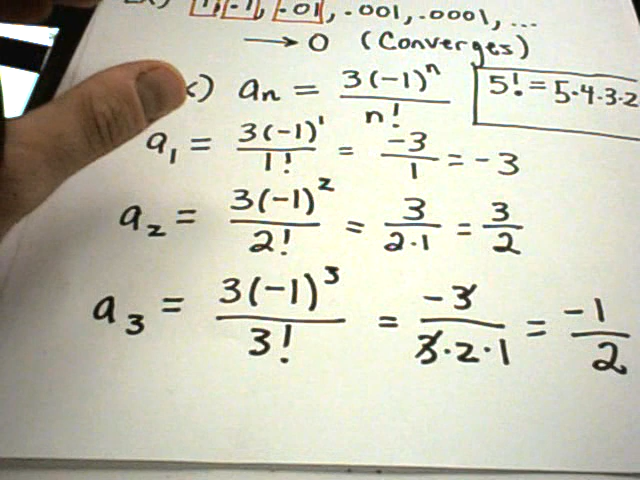 1, .1, .01, .001, .0001, ...
→ 0 (Converges)
x) aₙ = 3(-1)ⁿ / n!
5! = 5·4·3·2
a₁ = 3(-1)¹ / 1! = -3 / 1 = -3
a₂ = 3(-1)² / 2! = 3 / 2·1 = 3 / 2
a₃ = 3(-1)³ / 3! = -3 / 3·2·1 = -1 / 2